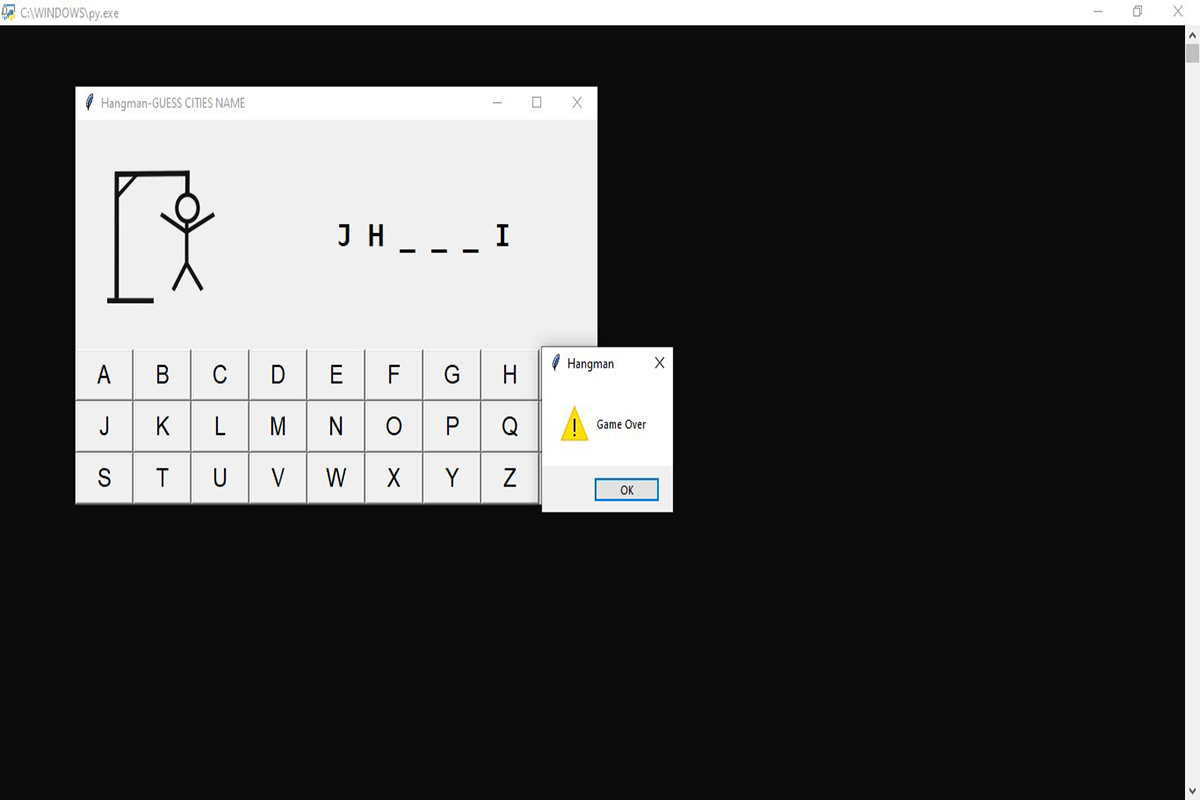 C:\WINDOWS\py.exe
Hangman-GUESS CITIES NAME
J H _ _ _ I
A B C D E F G H
J K L M N O P Q
S T U V W X Y Z
Hangman
Game Over
OK